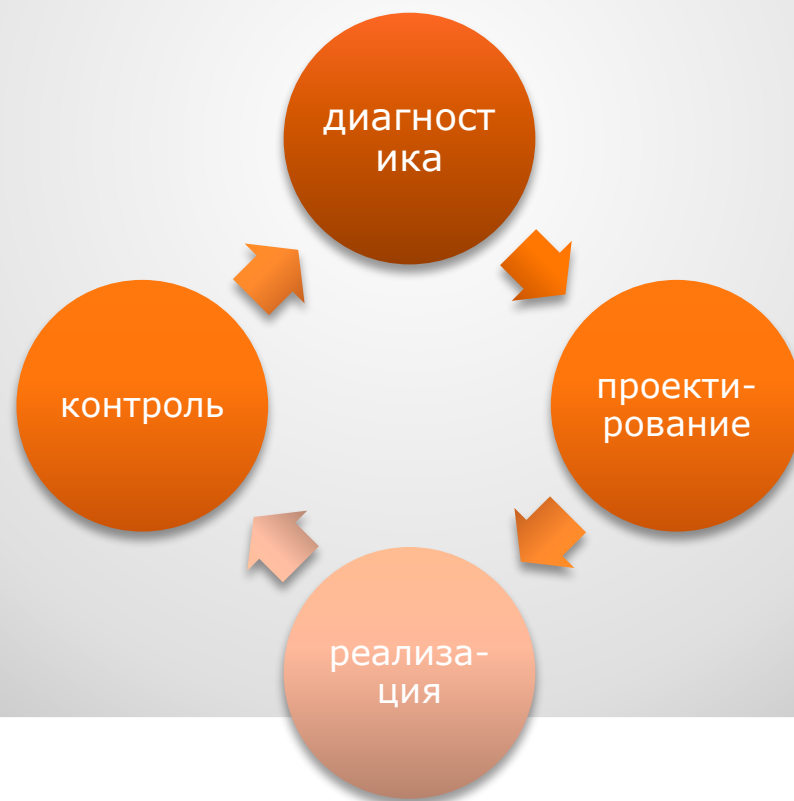 диагност
ика
проекти-
рование
реализа-
ция
контроль